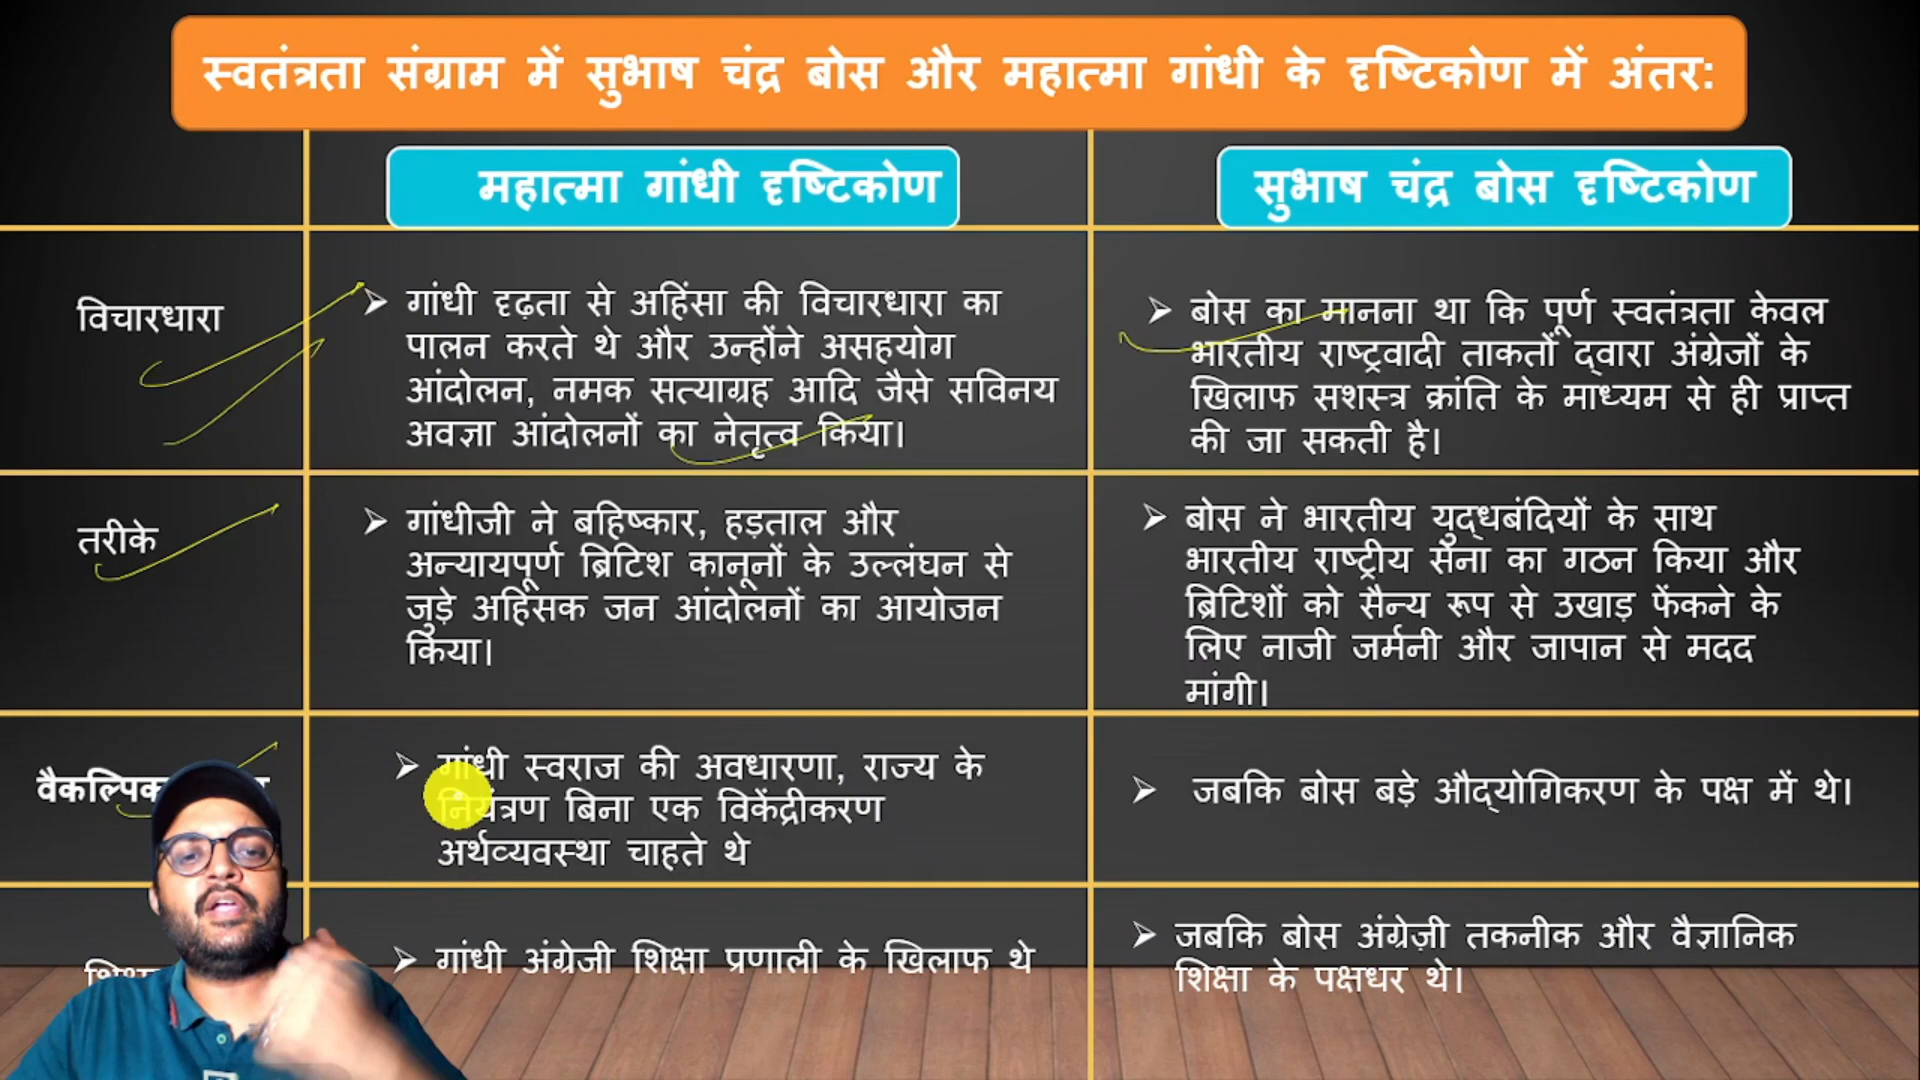 स्वतंत्रता संग्राम में सुभाष चंद्र बोस और महात्मा गांधी के दृष्टिकोण में अंतर:
महात्मा गांधी दृष्टिकोण
सुभाष चंद्र बोस दृष्टिकोण
विचारधारा
गांधी दृढ़ता से अहिंसा की विचारधारा का
पालन करते थे और उन्होंने असहयोग
आंदोलन, नमक सत्याग्रह आदि जैसे सविनय
अवज्ञा आंदोलनों का नेतृत्व किया।
बोस का मानना था कि पूर्ण स्वतंत्रता केवल
भारतीय राष्ट्रवादी ताकतों द्वारा अंग्रेजों के
खिलाफ सशस्त्र क्रांति के माध्यम से ही प्राप्त
की जा सकती है।
तरीके
गांधीजी ने बहिष्कार, हड़ताल और
अन्यायपूर्ण ब्रिटिश कानूनों के उल्लंघन से
जुड़े अहिंसक जन आंदोलनों का आयोजन
किया।
बोस ने भारतीय युद्धबंदियों के साथ
भारतीय राष्ट्रीय सेना का गठन किया और
ब्रिटिशों को सैन्य रूप से उखाड़ फेंकने के
लिए नाजी जर्मनी और जापान से मदद
मांगी।
वैकल्पिक
गांधी स्वराज की अवधारणा, राज्य के
नियंत्रण बिना एक विकेंद्रीकरण
अर्थव्यवस्था चाहते थे
जबकि बोस बड़े औद्योगिकरण के पक्ष में थे।
गांधी अंग्रेजी शिक्षा प्रणाली के खिलाफ थे
जबकि बोस अंग्रेज़ी तकनीक और वैज्ञानिक
शिक्षा के पक्षधर थे।